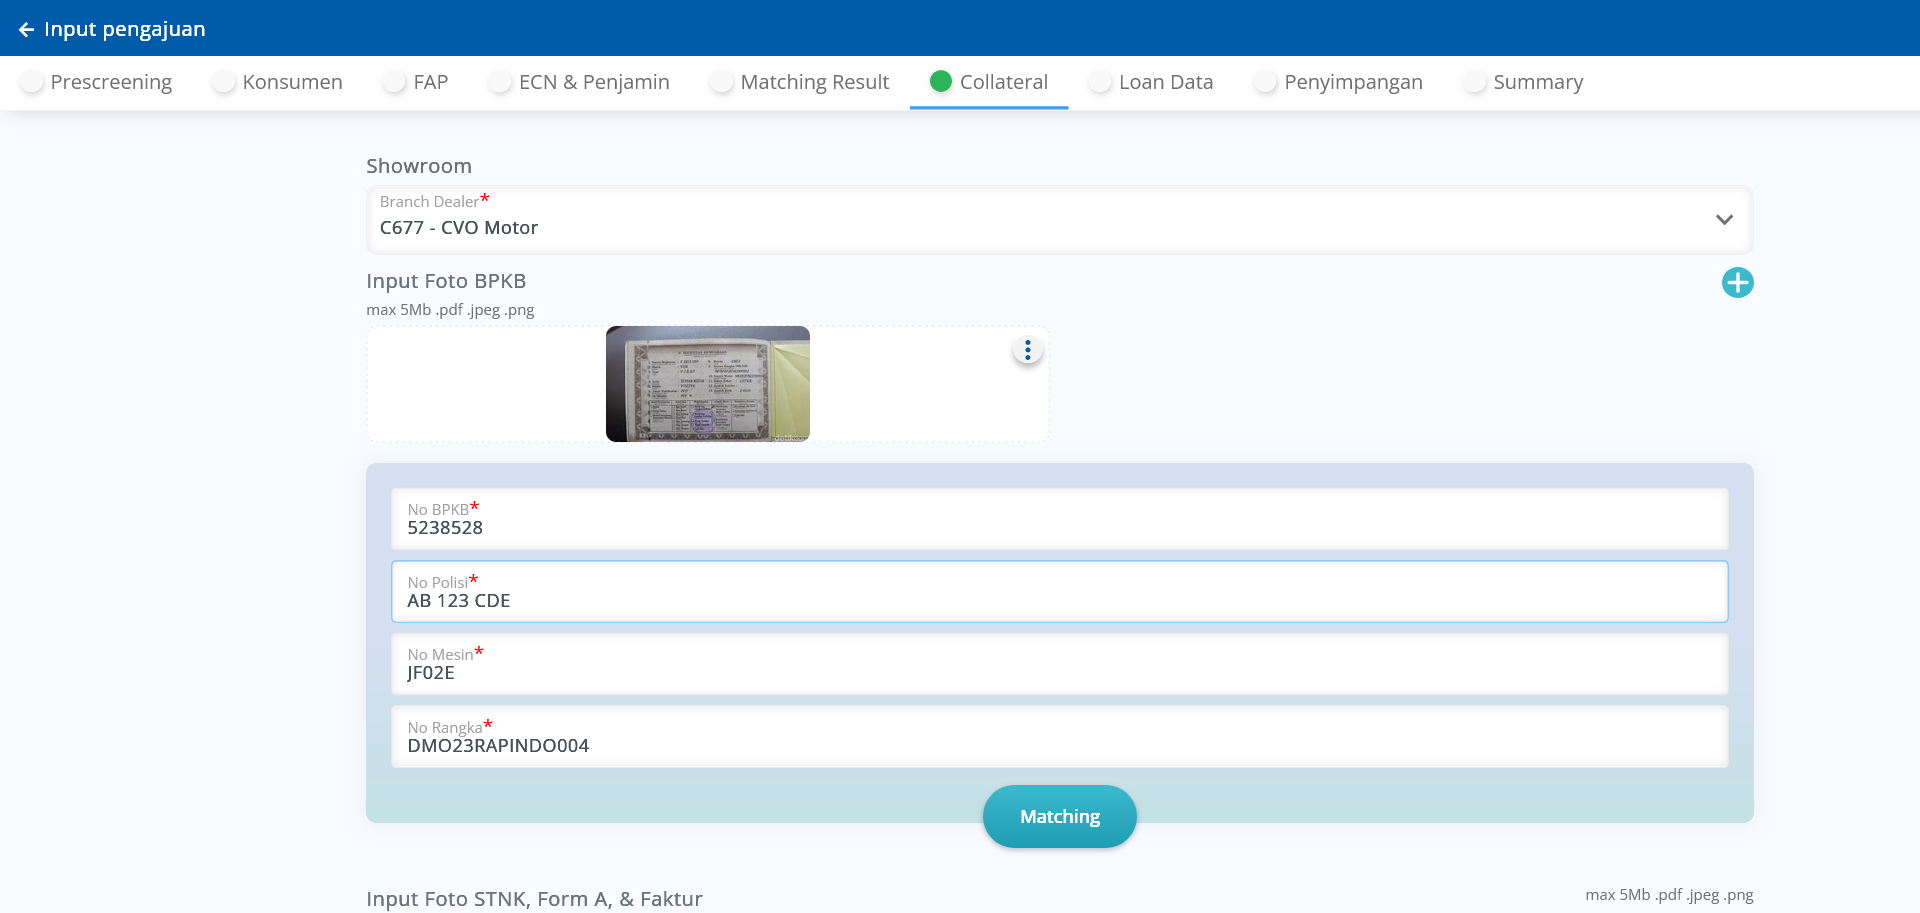 Input pengajuan
Prescreening Konsumen FAP ECN & Penjamin Matching Result Collateral Loan Data Penyimpangan Summary
Showroom
Branch Dealer*
C677 - CVO Motor
Input Foto BPKB
max 5Mb .pdf .jpeg .png
No BPKB*
5238528
No Polisi*
AB 123 CDE
No Mesin*
JF02E
No Rangka*
DMO23RAPINDO004
Matching
Input Foto STNK, Form A, & Faktur
max 5Mb .pdf .jpeg .png